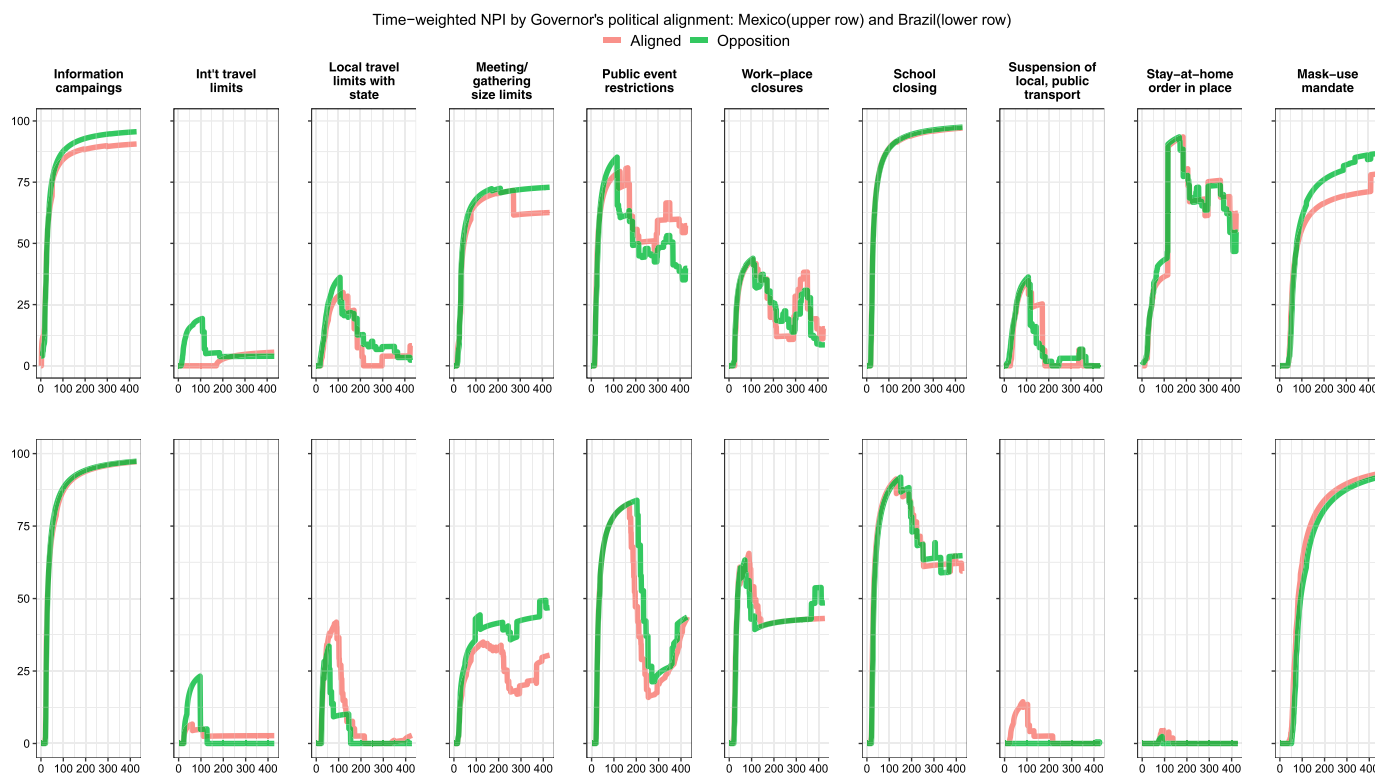 Time−weighted NPI by Governor's political alignment: Mexico(upper row) and Brazil(lower row)
Aligned Opposition
Information
campaings
Int't travel
limits
Local travel
limits with
state
Meeting/
gathering
size limits
Public event
restrictions
Work−place
closures
School
closing
Suspension of
local, public
transport
Stay−at−home
order in place
Mask−use
mandate
100
75
50
25
0
0 100 200 300 400 0 100 200 300 400 0 100 200 300 400 0 100 200 300 400 0 100 200 300 400 0 100 200 300 400 0 100 200 300 400 0 100 200 300 400 0 100 200 300 400 0 100 200 300 400
100
75
50
25
0
0 100 200 300 400 0 100 200 300 400 0 100 200 300 400 0 100 200 300 400 0 100 200 300 400 0 100 200 300 400 0 100 200 300 400 0 100 200 300 400 0 100 200 300 400 0 100 200 300 400